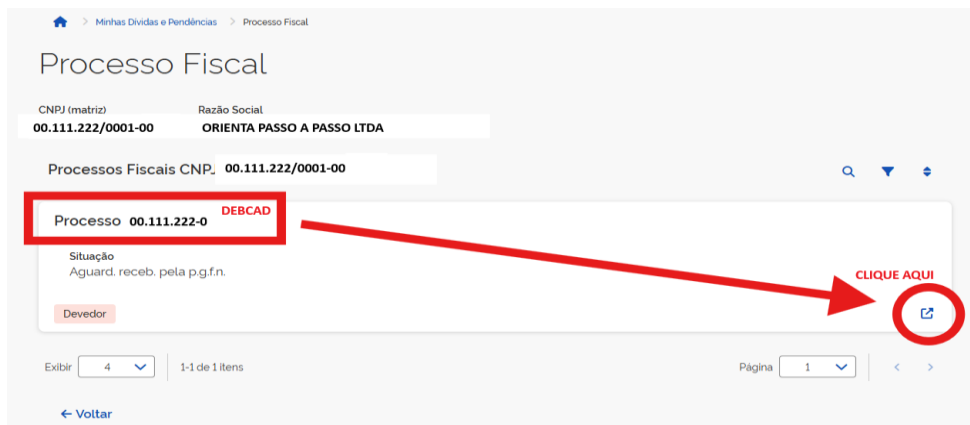 Minhas Dívidas e Pendências > Processo Fiscal
Processo Fiscal
CNPJ (matriz) Razão Social
00.111.222/0001-00 ORIENTA PASSO A PASSO LTDA
Processos Fiscais CNPJ 00.111.222/0001-00
Processo 00.111.222-0 DEBCAD
Situação
Aguard. receb. pela p.g.f.n.
CLIQUE AQUI
Devedor
Exibir 4 1-1 de 1 itens Página 1
Voltar